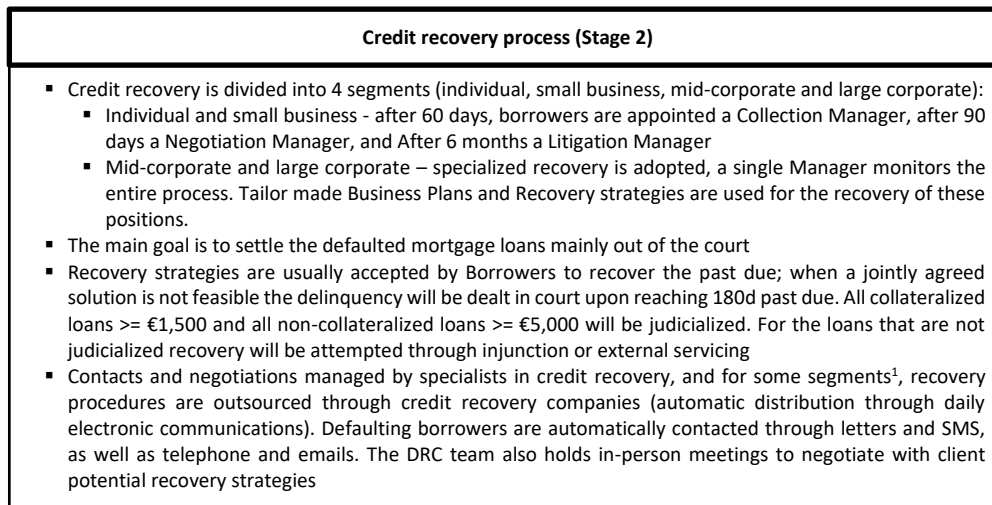 Credit recovery process (Stage 2)
▪ Credit recovery is divided into 4 segments (individual, small business, mid-corporate and large corporate):
▪ Individual and small business - after 60 days, borrowers are appointed a Collection Manager, after 90
days a Negotiation Manager, and After 6 months a Litigation Manager
▪ Mid-corporate and large corporate – specialized recovery is adopted, a single Manager monitors the
entire process. Tailor made Business Plans and Recovery strategies are used for the recovery of these
positions.
▪ The main goal is to settle the defaulted mortgage loans mainly out of the court
▪ Recovery strategies are usually accepted by Borrowers to recover the past due; when a jointly agreed
solution is not feasible the delinquency will be dealt in court upon reaching 180d past due. All collateralized
loans >= €1,500 and all non-collateralized loans >= €5,000 will be judicialized. For the loans that are not
judicialized recovery will be attempted through injunction or external servicing
▪ Contacts and negotiations managed by specialists in credit recovery, and for some segments¹, recovery
procedures are outsourced through credit recovery companies (automatic distribution through daily
electronic communications). Defaulting borrowers are automatically contacted through letters and SMS,
as well as telephone and emails. The DRC team also holds in-person meetings to negotiate with client
potential recovery strategies